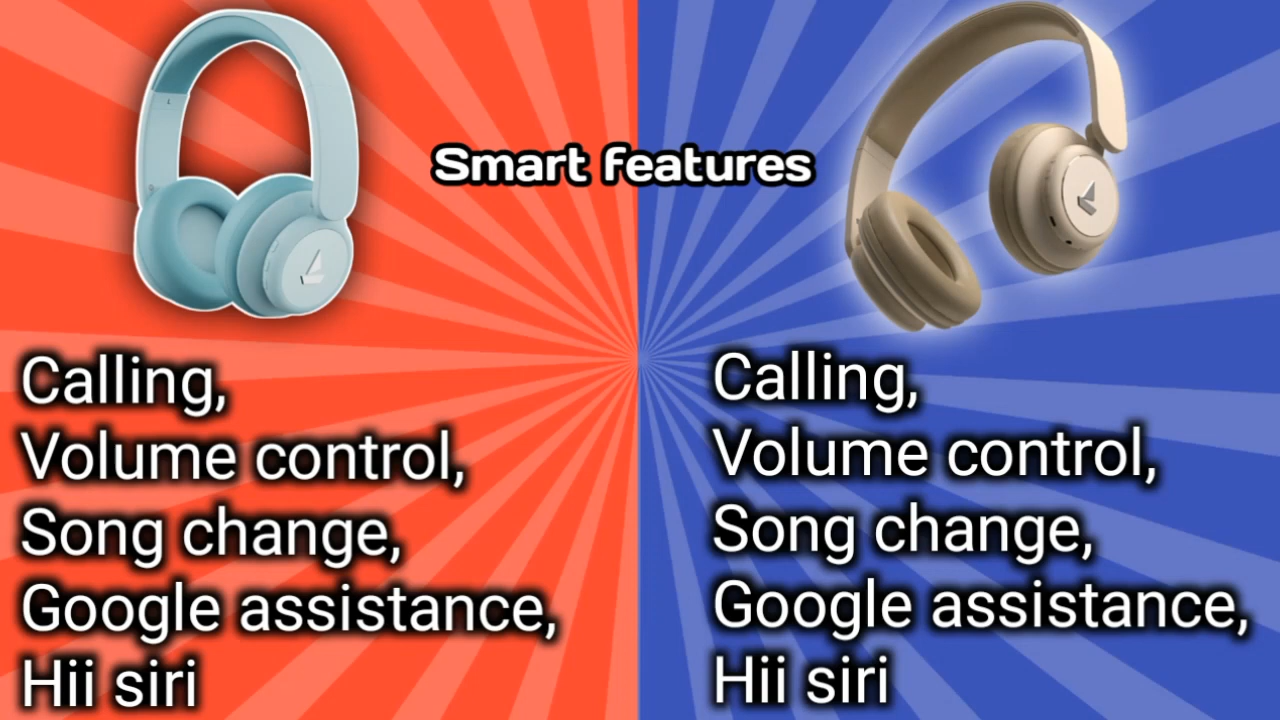 Smart features
Calling,
Volume control,
Song change,
Google assistance,
Hii siri
Calling,
Volume control,
Song change,
Google assistance,
Hii siri
L